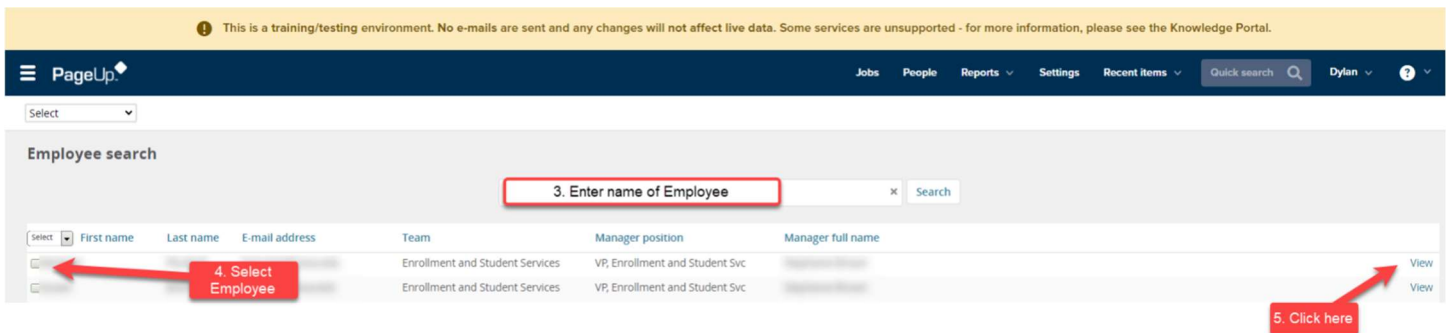 This is a training/testing environment. No e-mails are sent and any changes will not affect live data. Some services are unsupported - for more information, please see the Knowledge Portal.
PageUp. Jobs People Reports Settings Recent items Quick search Dylan ?
Select
Employee search
3. Enter name of Employee × Search
Select First name Last name E-mail address Team Manager position Manager full name
Enrollment and Student Services VP, Enrollment and Student Svc View
4. Select
Employee
Enrollment and Student Services VP, Enrollment and Student Svc View
5. Click here